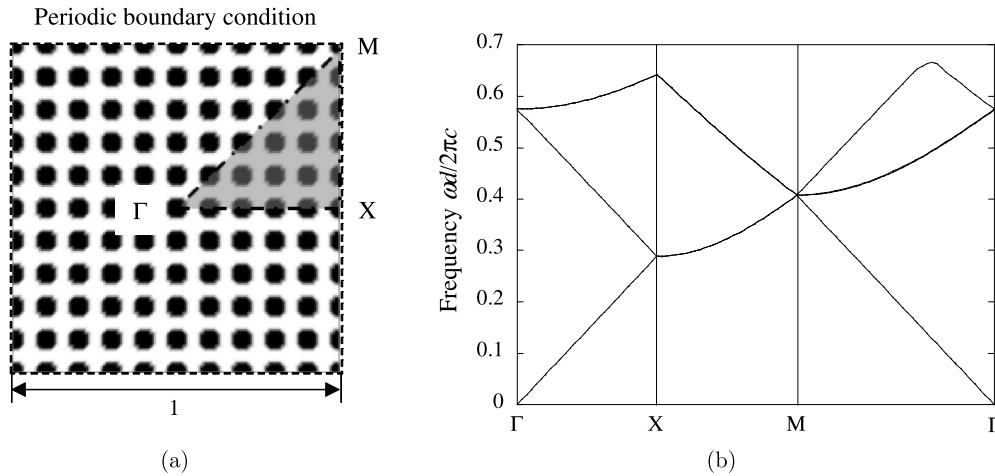 Periodic boundary condition
M
Γ
X
1
(a)
0.7
0.6
0.5
0.4
0.3
0.2
0.1
0
Frequency ωd/2πc
Γ
X
M
Γ
(b)